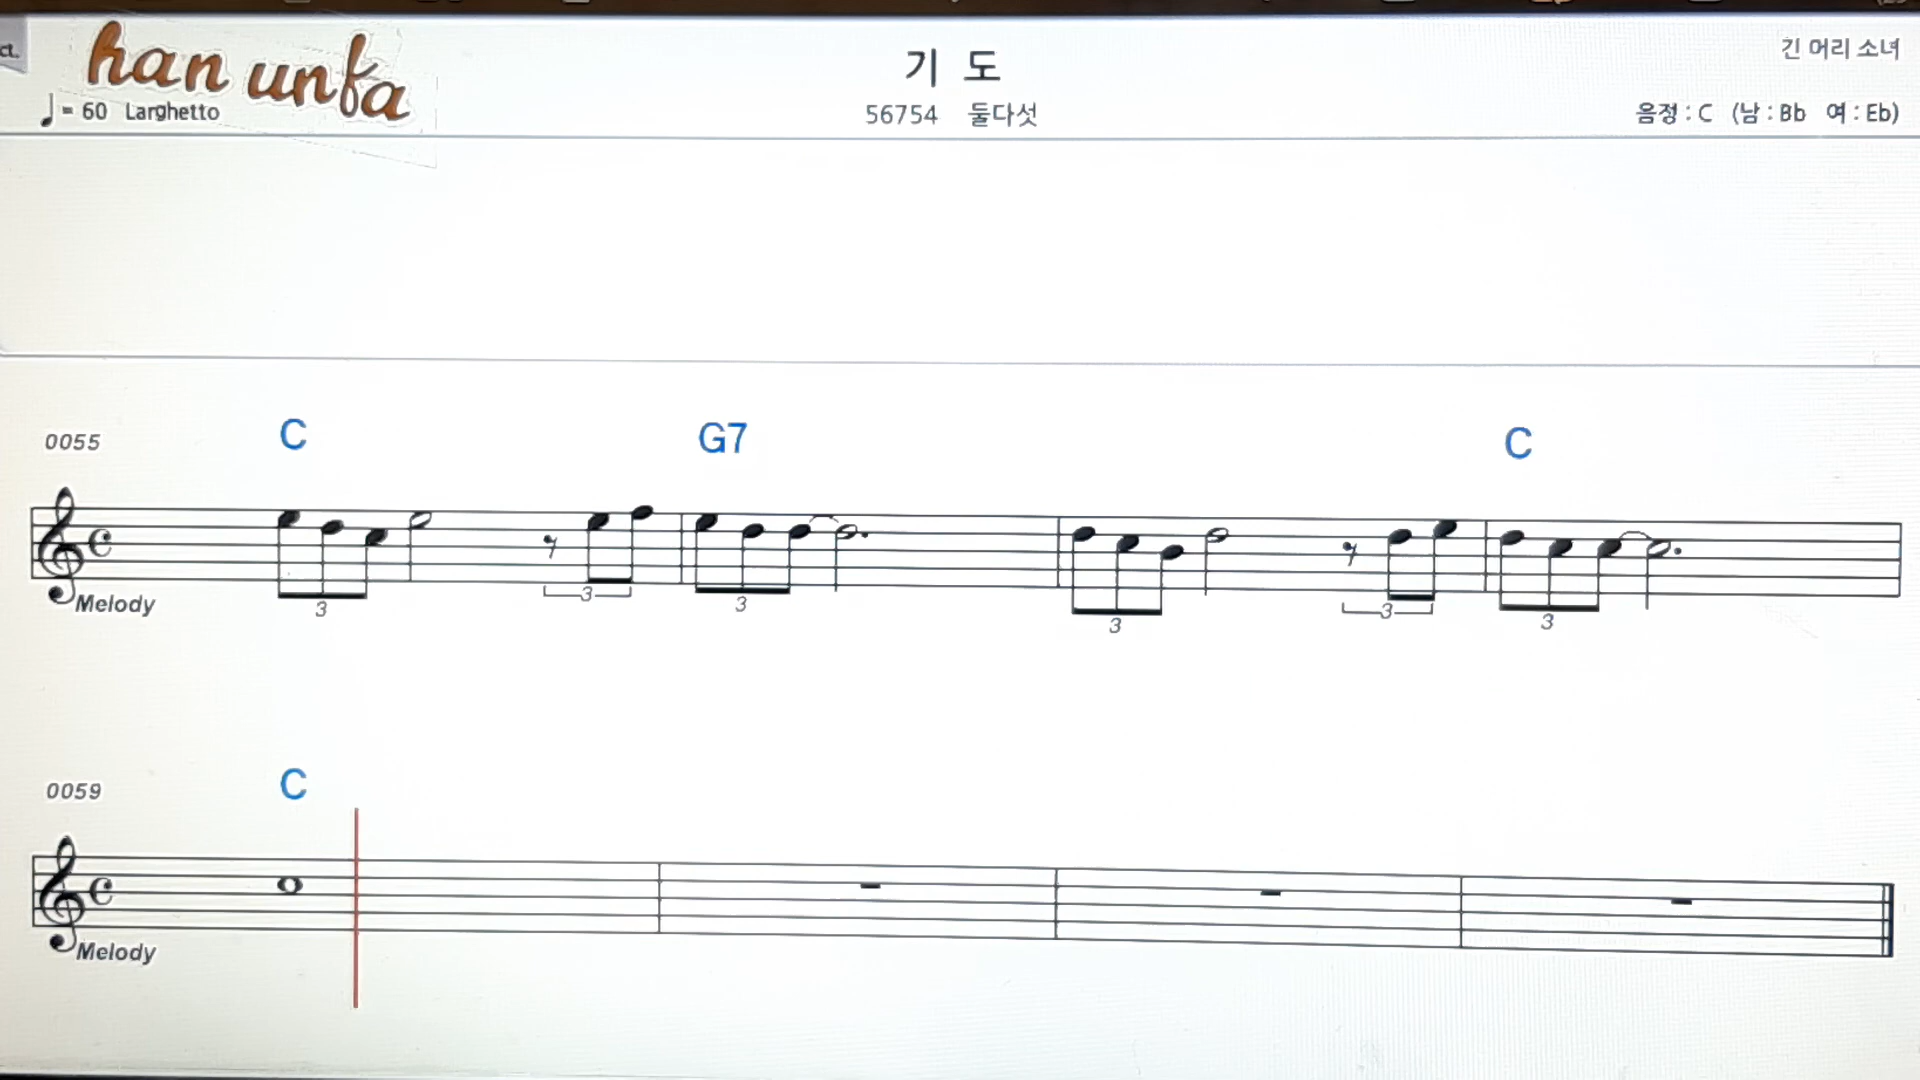 ct.
han unfa
기 도
긴 머리 소녀
♩= 60 Larghetto
56754 둘다섯
음정 : C (남 : Bb 여 : Eb)
0055 C G7 C
Melody
3 3 3 3 3 3
0059 C
Melody